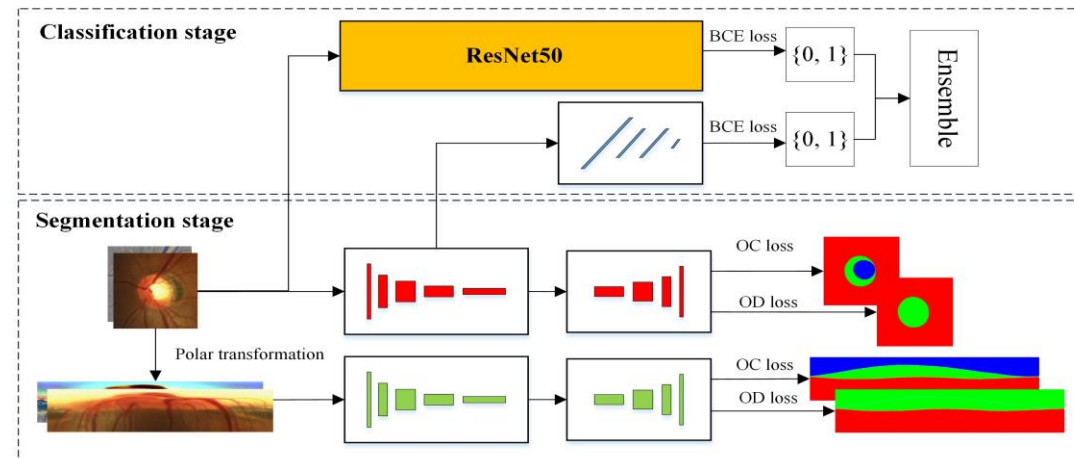 Classification stage
ResNet50
BCE loss
{0, 1}
BCE loss
{0, 1}
Ensemble
Segmentation stage
OC loss
OD loss
Polar transformation
OC loss
OD loss